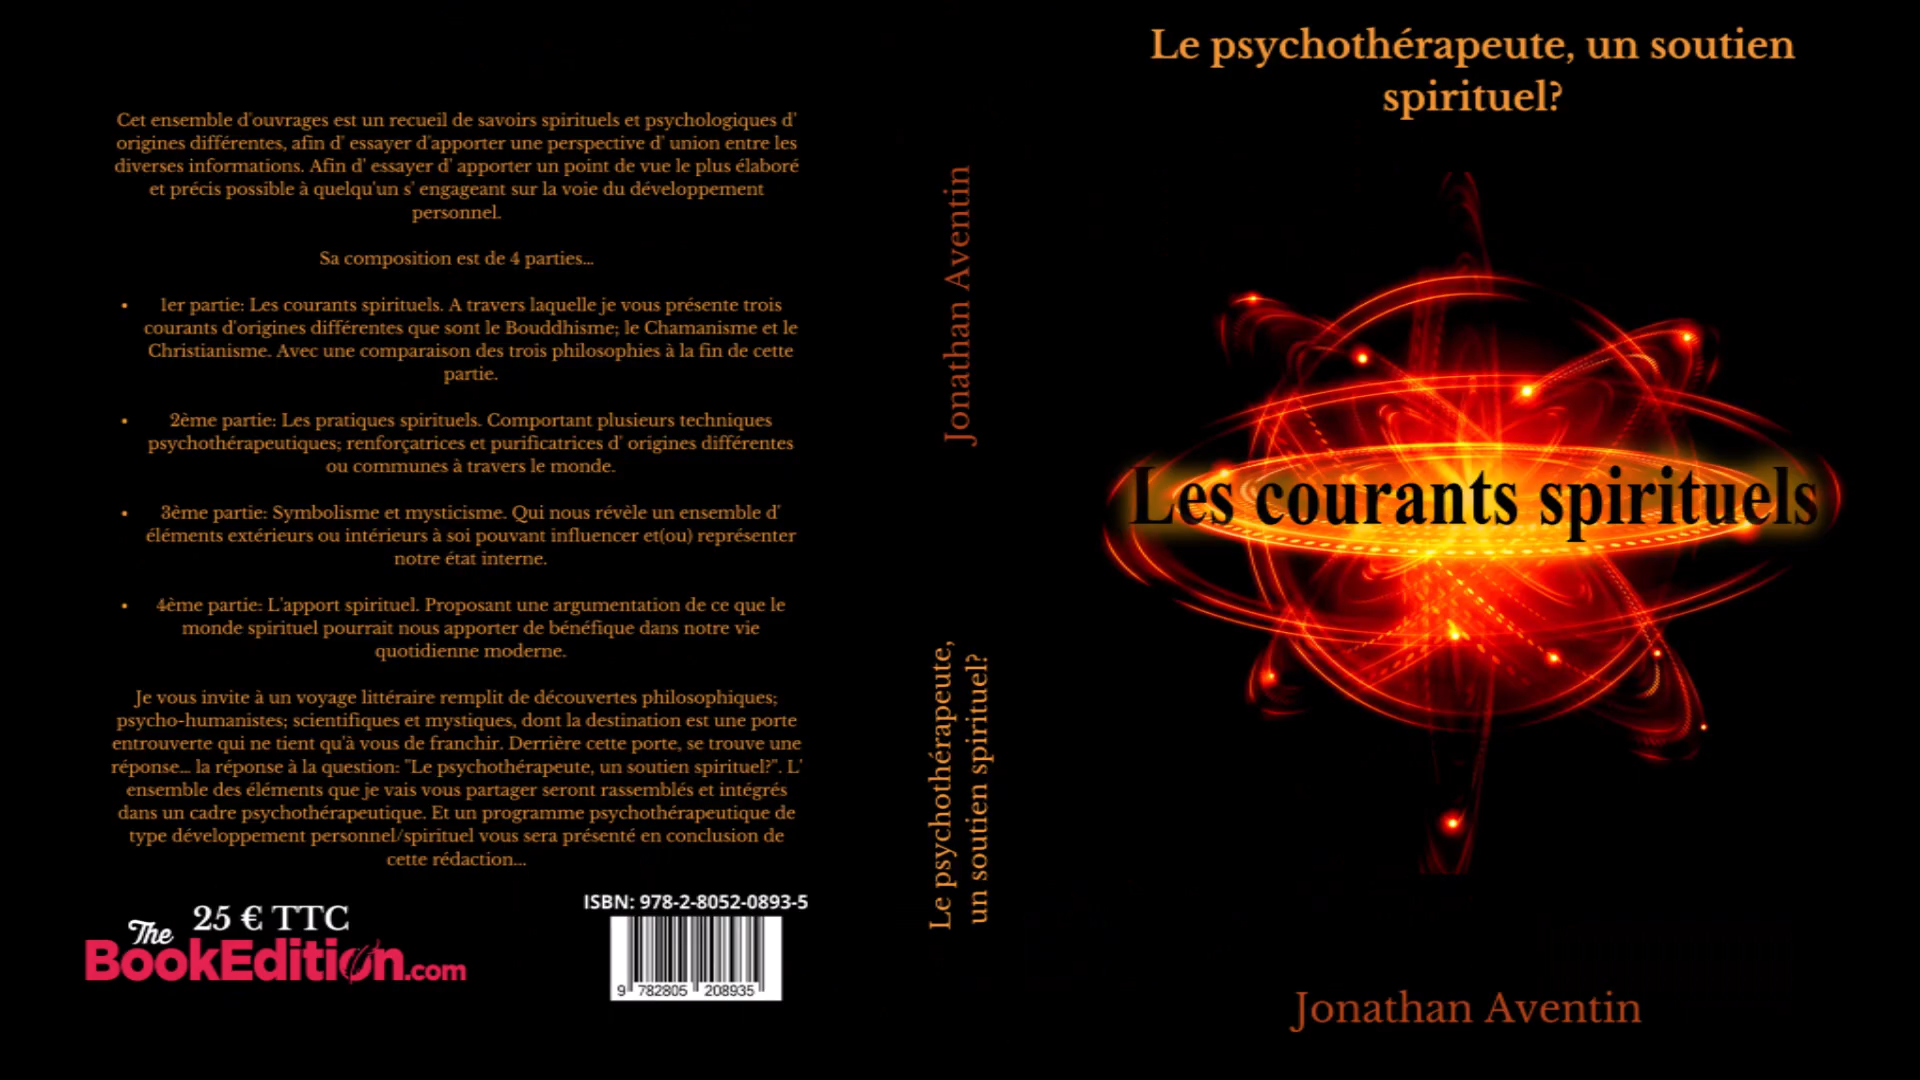 Cet ensemble d'ouvrages est un recueil de savoirs spirituels et psychologiques d'
origines différentes, afin d' essayer d'apporter une perspective d' union entre les
diverses informations. Afin d' essayer d' apporter un point de vue le plus élaboré
et précis possible à quelqu'un s' engageant sur la voie du développement
personnel.
Sa composition est de 4 parties...
• 1er partie: Les courants spirituels. A travers laquelle je vous présente trois
courants d'origines différentes que sont le Bouddhisme; le Chamanisme et le
Christianisme. Avec une comparaison des trois philosophies à la fin de cette
partie.
• 2ème partie: Les pratiques spirituels. Comportant plusieurs techniques
psychothérapeutiques; renforçatrices et purificatrices d' origines différentes
ou communes à travers le monde.
• 3ème partie: Symbolisme et mysticisme. Qui nous révèle un ensemble d'
éléments extérieurs ou intérieurs à soi pouvant influencer et(ou) représenter
notre état interne.
• 4ème partie: L'apport spirituel. Proposant une argumentation de ce que le
monde spirituel pourrait nous apporter de bénéfique dans notre vie
quotidienne moderne.
Je vous invite à un voyage littéraire remplit de découvertes philosophiques;
psycho-humanistes; scientifiques et mystiques, dont la destination est une porte
entrouverte qui ne tient qu'à vous de franchir. Derrière cette porte, se trouve une
réponse... la réponse à la question: "Le psychothérapeute, un soutien spirituel?". L'
ensemble des éléments que je vais vous partager seront rassemblés et intégrés
dans un cadre psychothérapeutique. Et un programme psychothérapeutique de
type développement personnel/spirituel vous sera présenté en conclusion de
cette rédaction...
25 € TTC
The
BookEdition.com
ISBN: 978-2-8052-0893-5
9 782805 208935
Jonathan Aventin
Le psychothérapeute,
un soutien spirituel?
Le psychothérapeute, un soutien
spirituel?
Les courants spirituels
Jonathan Aventin